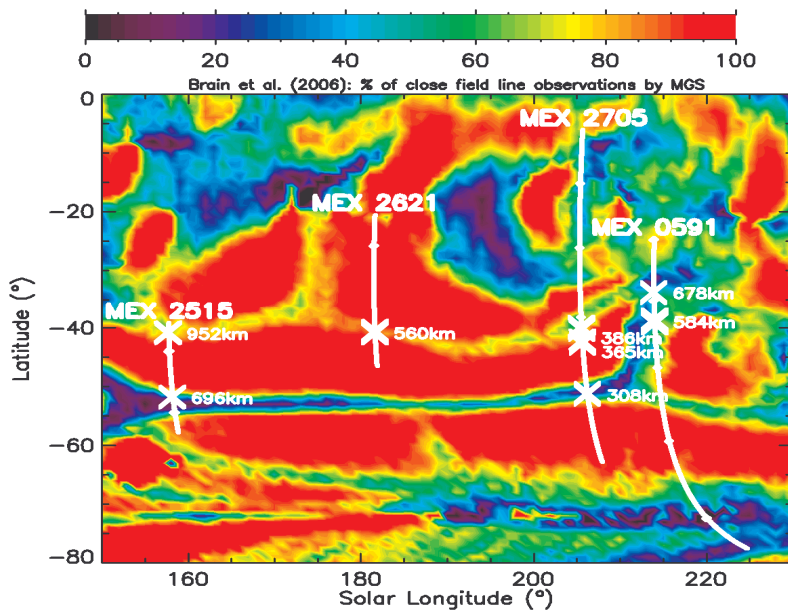 0 20 40 60 80 100
Brain et al. (2006): % of close field line observations by MGS
0
MEX 2705
−20
MEX 2621
MEX 0591
678km
MEX 2515
584km
−40
952km
560km
386km
365km
696km
308km
−60
−80
160 180 200 220
Latitude (°)
Solar Longitude (°)